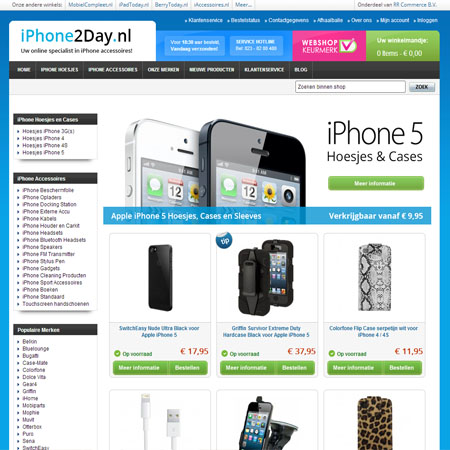 Onze andere winkels: MobielCompleet.nl iPadToday.nl BerryToday.nl iAccessoires.nl Meer
Onderdeel van RR Commerce B.V.
iPhone2Day.nl
Uw online specialist in iPhone accessoires!
Klantenservice Bestelstatus Contactgegevens Afhaalbalie Over ons Mijn account Inloggen
Voor 18:30 uur besteld,
Vandaag verzonden!
SERVICE HOTLINE
WEBSHOP
KEURMERK
Uw winkelmandje:
0 Items - € 0,00
HOME IPHONE HOESJES IPHONE ACCESSOIRES ONZE MERKEN NIEUWE PRODUCTEN KLANTENSERVICE BLOG
Zoeken binnen shop
ZOEK
iPhone Hoesjes en Cases
Hoesjes iPhone 3G(s)
Hoesjes iPhone 4
Hoesjes iPhone 4S
Hoesjes iPhone 5
iPhone Accessoires
iPhone Beschermfolie
iPhone Opladers
iPhone Docking Station
iPhone Externe Accu
iPhone Kabels
iPhone Houder en Carkit
iPhone Headsets
iPhone Bluetooth Headsets
iPhone Speakers
iPhone FM Transmitter
iPhone Stylus Pen
iPhone Gadgets
iPhone Cleaning Producten
iPhone Sport Accessoires
iPhone Boeren
iPhone Standaard
Touchscreen handschoenen
Populaire Merken
Belkin
Bluelounge
Bugatti
Case-Mate
Colorfone
Dolce Vita
Gear4
Griffin
iHome
Mobiparts
Mophie
Muvit
Otterbox
Puro
Sena
SwitchEasy
iPhone 5
Hoesjes & Cases
Meer informatie
Apple iPhone 5 Hoesjes, Cases en Sleeves
Verkrijgbaar vanaf € 9,95
tip
SwitchEasy Nude Ultra Black voor
Apple iPhone 5
Op voorraad
€ 17,95
Meer informatie Bestellen
Griffin Survivor Extreme Duty
Hardcase Black voor Apple iPhone 5
Op voorraad
€ 37,95
Meer informatie Bestellen
Colorfone Flip Case serpetije wit voor
iPhone 4 / 4S
Op voorraad
€ 11,95
Meer informatie Bestellen